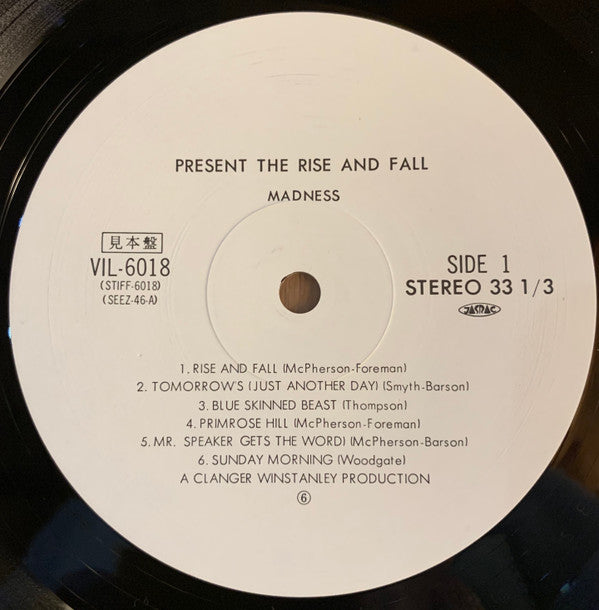 PRESENT THE RISE AND FALL
MADNESS
見本盤
VIL-6018
(STIFF-6018)
(SEEZ-46-A)
SIDE 1
STEREO 33 1/3
JASRAC
1. RISE AND FALL (McPherson-Foreman)
2. TOMORROW'S (JUST ANOTHER DAY) (Smyth-Barson)
3. BLUE SKINNED BEAST (Thompson)
4. PRIMROSE HILL (McPherson-Foreman)
5. MR. SPEAKER GETS THE WORD) (McPherson-Barson)
6. SUNDAY MORNING (Woodgate)
A CLANGER WINSTANLEY PRODUCTION
⑥